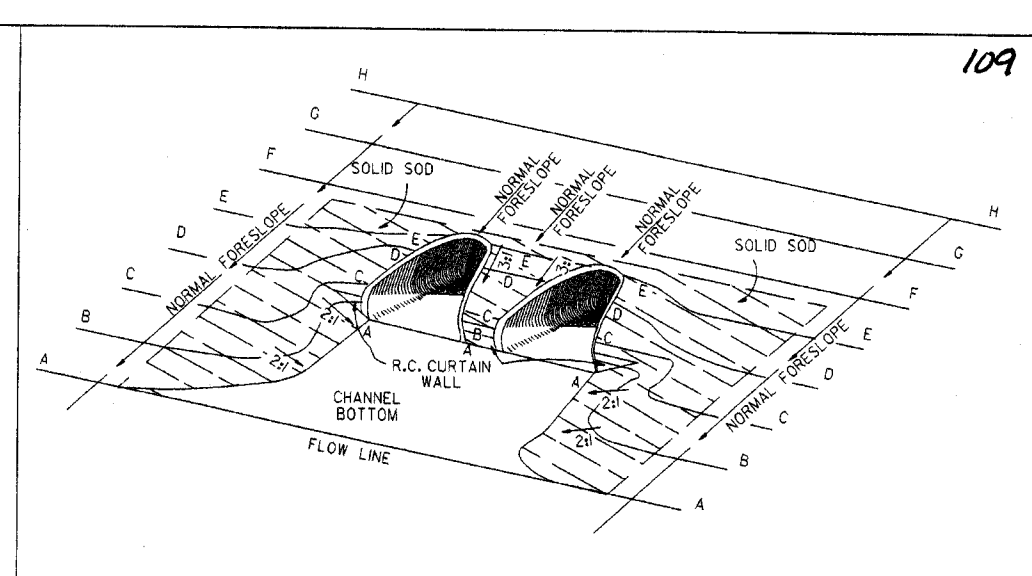 109
H
G
F
SOLID SOD
NORMAL
FORESLOPE
NORMAL
FORESLOPE
NORMAL
FORESLOPE
E
D
C
B
A
NORMAL FORESLOPE
H
G
F
E
D
C
B
A
SOLID SOD
NORMAL FORESLOPE
E
D
C
A
3:1
E
D
C
B
A
3:1
E
D
C
A
2:1
2:1
R.C. CURTAIN
WALL
CHANNEL
BOTTOM
FLOW LINE
2:1
2:1